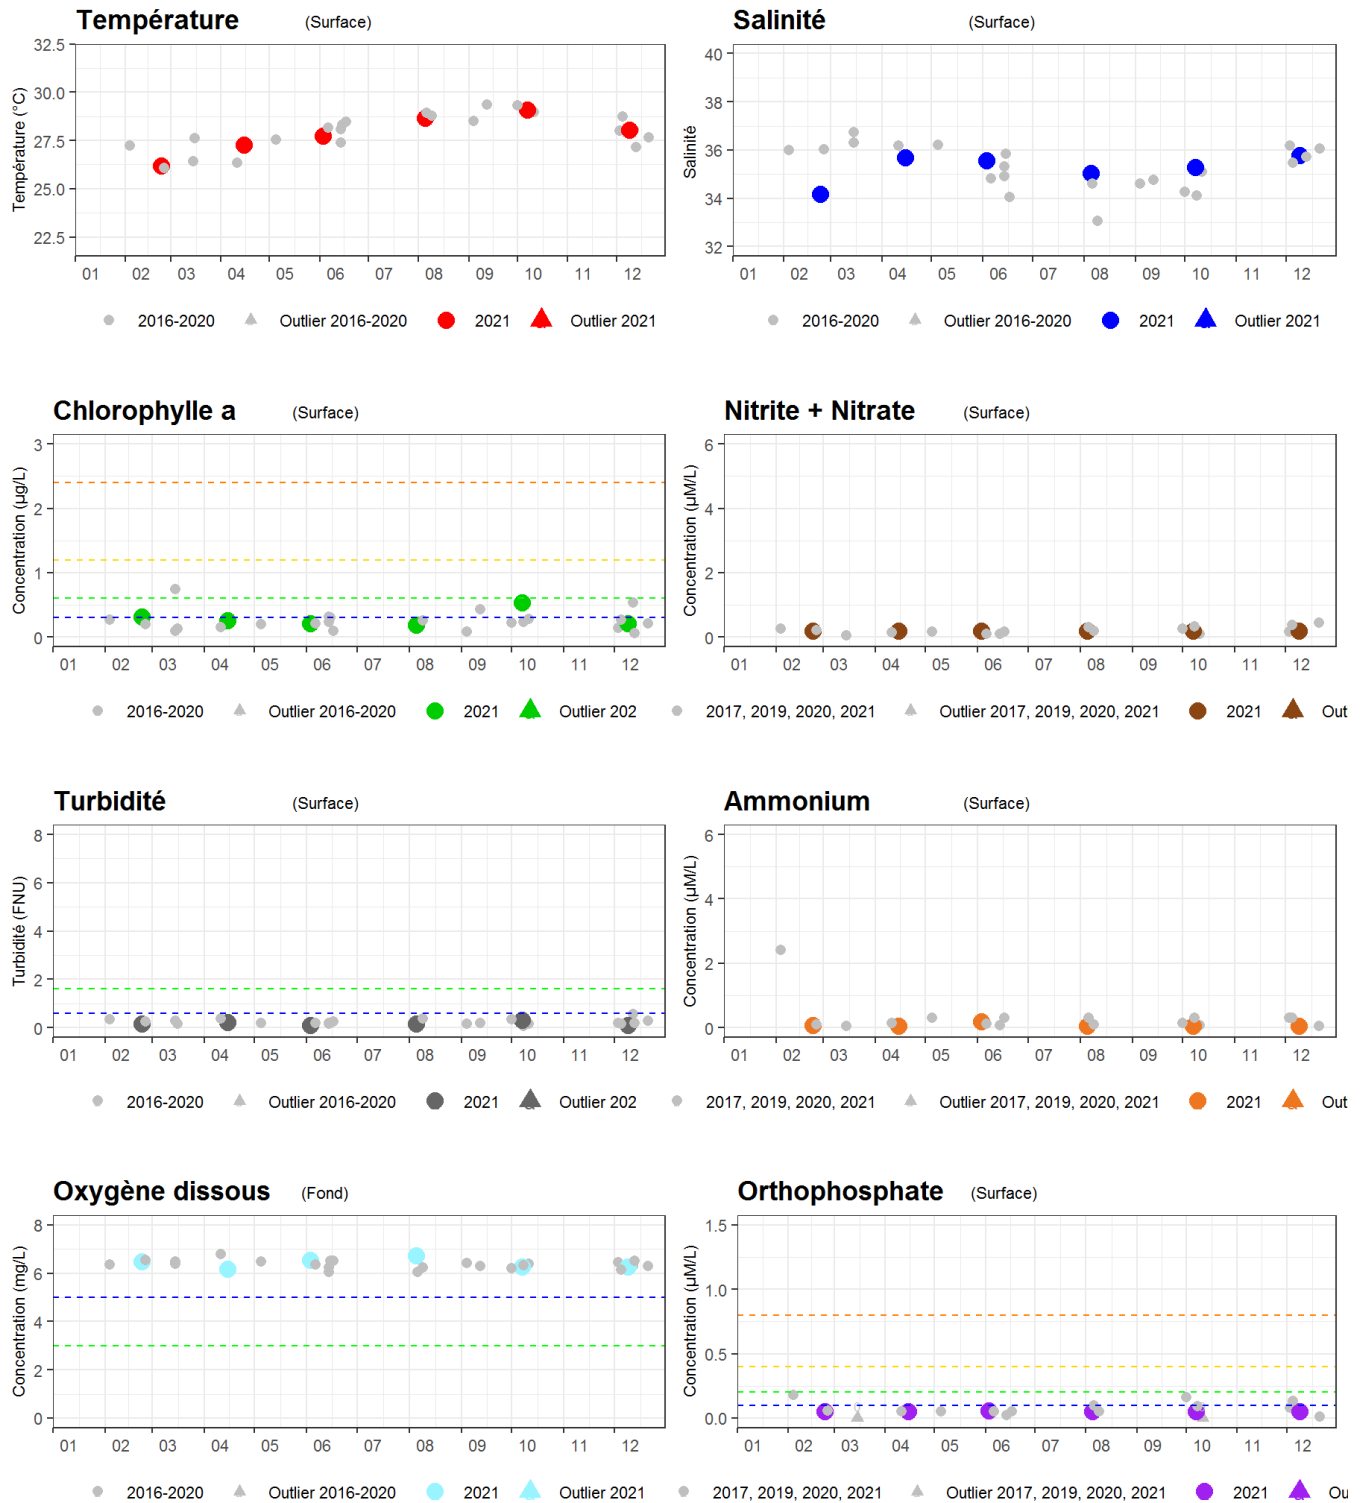 Température (Surface)
Salinité (Surface)
32.5
30.0
27.5
25.0
22.5
Température (°C)
01 02 03 04 05 06 07 08 09 10 11 12
2016-2020 Outlier 2016-2020 2021 Outlier 2021
40
38
36
34
32
Salinité
01 02 03 04 05 06 07 08 09 10 11 12
2016-2020 Outlier 2016-2020 2021 Outlier 2021
Chlorophylle a (Surface)
Nitrite + Nitrate (Surface)
3
2
1
0
Concentration (µg/L)
01 02 03 04 05 06 07 08 09 10 11 12
2016-2020 Outlier 2016-2020 2021 Outlier 202
6
4
2
0
Concentration (µM/L)
01 02 03 04 05 06 07 08 09 10 11 12
2017, 2019, 2020, 2021 Outlier 2017, 2019, 2020, 2021 2021 Out
Turbidité (Surface)
Ammonium (Surface)
8
6
4
2
0
Turbidité (FNU)
01 02 03 04 05 06 07 08 09 10 11 12
2016-2020 Outlier 2016-2020 2021 Outlier 202
6
4
2
0
Concentration (µM/L)
01 02 03 04 05 06 07 08 09 10 11 12
2017, 2019, 2020, 2021 Outlier 2017, 2019, 2020, 2021 2021 Out
Oxygène dissous (Fond)
Orthophosphate (Surface)
8
6
4
2
0
Concentration (mg/L)
01 02 03 04 05 06 07 08 09 10 11 12
2016-2020 Outlier 2016-2020 2021 Outlier 2021
1.5
1.0
0.5
0.0
Concentration (µM/L)
01 02 03 04 05 06 07 08 09 10 11 12
2017, 2019, 2020, 2021 Outlier 2017, 2019, 2020, 2021 2021 Ou